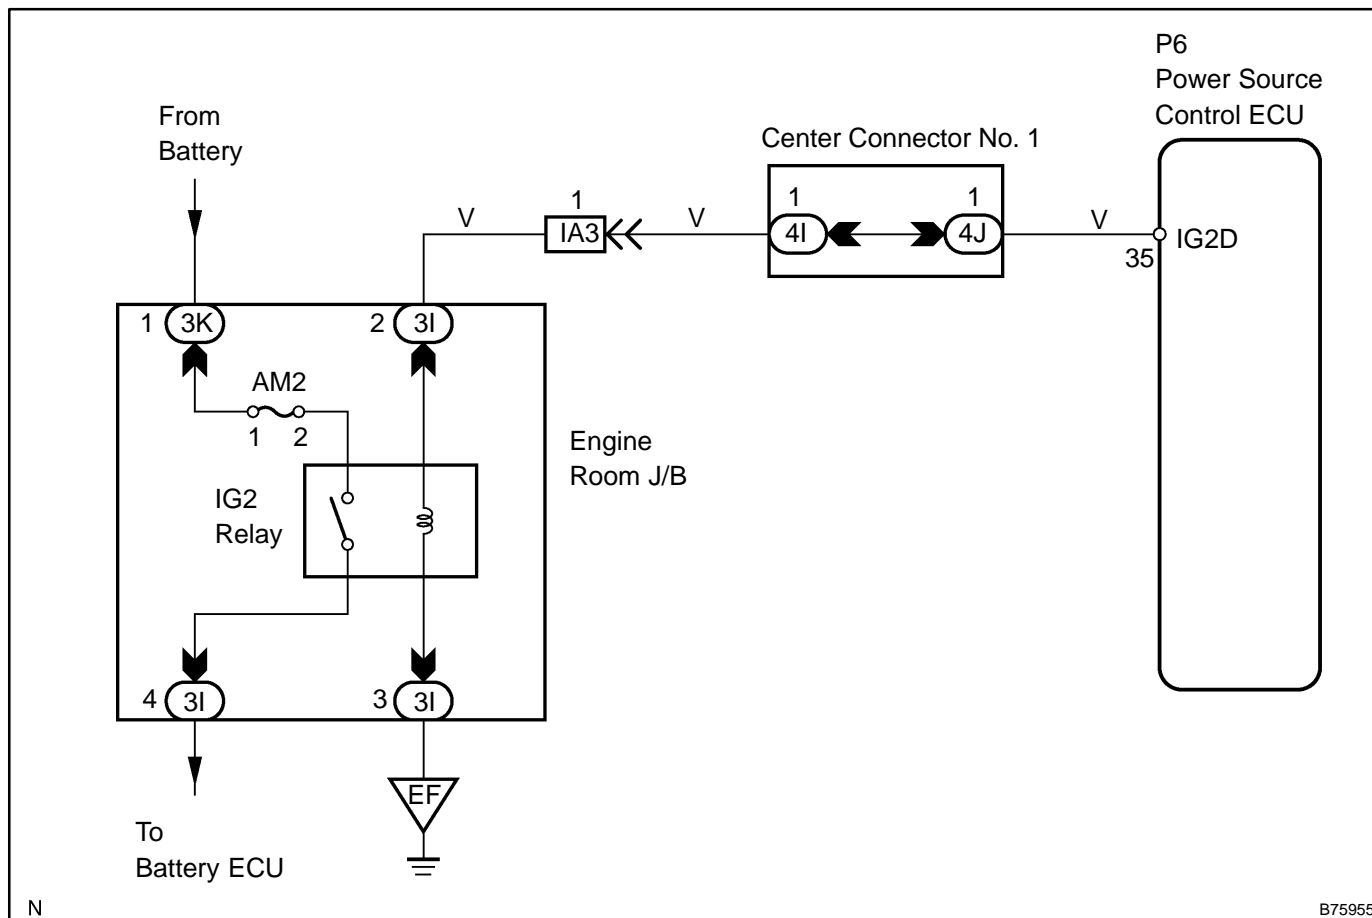 P6
Power Source
Control ECU
From
Battery
Center Connector No. 1
1
1
1
V
V
V
IA3
4I
4J
IG2D
35
1
3K
2
3I
AM2
1
2
Engine
Room J/B
IG2
Relay
4
3I
3
3I
EF
To
Battery ECU
N
B75955